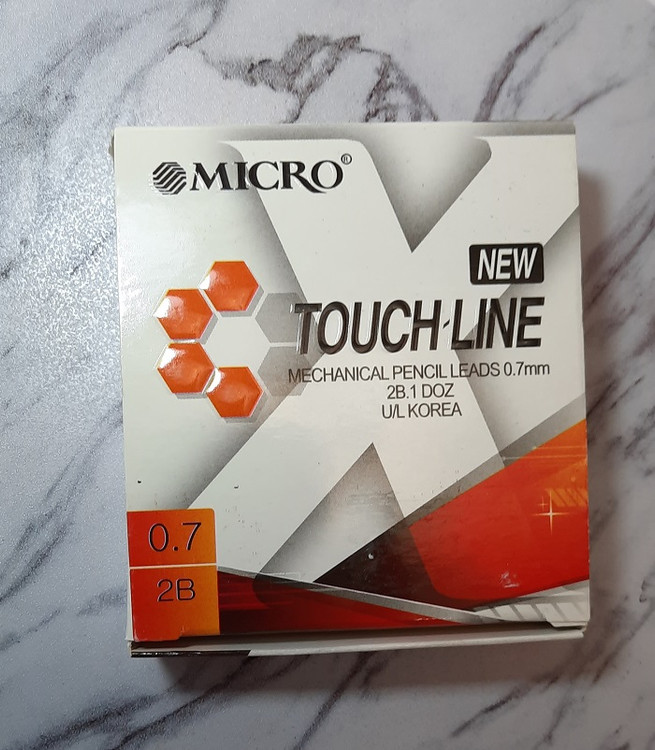 MICRO®
NEW
TOUCH-LINE
MECHANICAL PENCIL LEADS 0.7mm
2B.1 DOZ
U/L KOREA
0.7
2B